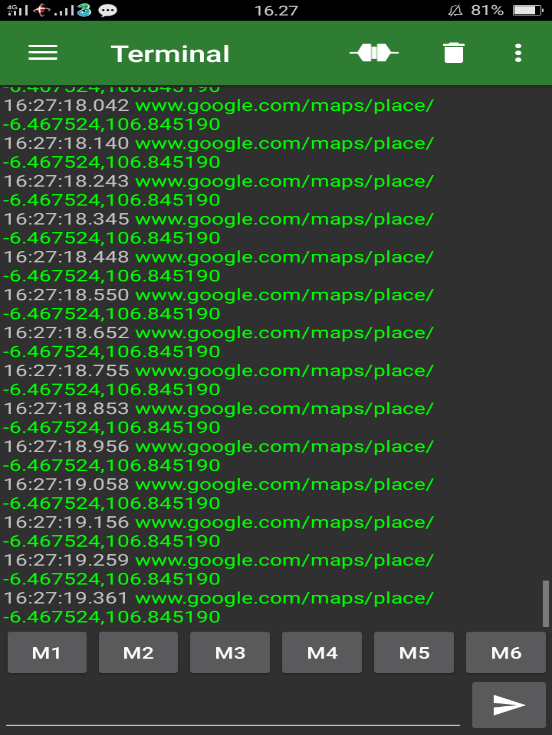 4G
16.27
81%
Terminal
-6.467524,106.845190
16:27:18.042 www.google.com/maps/place/
-6.467524,106.845190
16:27:18.140 www.google.com/maps/place/
-6.467524,106.845190
16:27:18.243 www.google.com/maps/place/
-6.467524,106.845190
16:27:18.345 www.google.com/maps/place/
-6.467524,106.845190
16:27:18.448 www.google.com/maps/place/
-6.467524,106.845190
16:27:18.550 www.google.com/maps/place/
-6.467524,106.845190
16:27:18.652 www.google.com/maps/place/
-6.467524,106.845190
16:27:18.755 www.google.com/maps/place/
-6.467524,106.845190
16:27:18.853 www.google.com/maps/place/
-6.467524,106.845190
16:27:18.956 www.google.com/maps/place/
-6.467524,106.845190
16:27:19.058 www.google.com/maps/place/
-6.467524,106.845190
16:27:19.156 www.google.com/maps/place/
-6.467524,106.845190
16:27:19.259 www.google.com/maps/place/
-6.467524,106.845190
16:27:19.361 www.google.com/maps/place/
-6.467524,106.845190
M1 M2 M3 M4 M5 M6